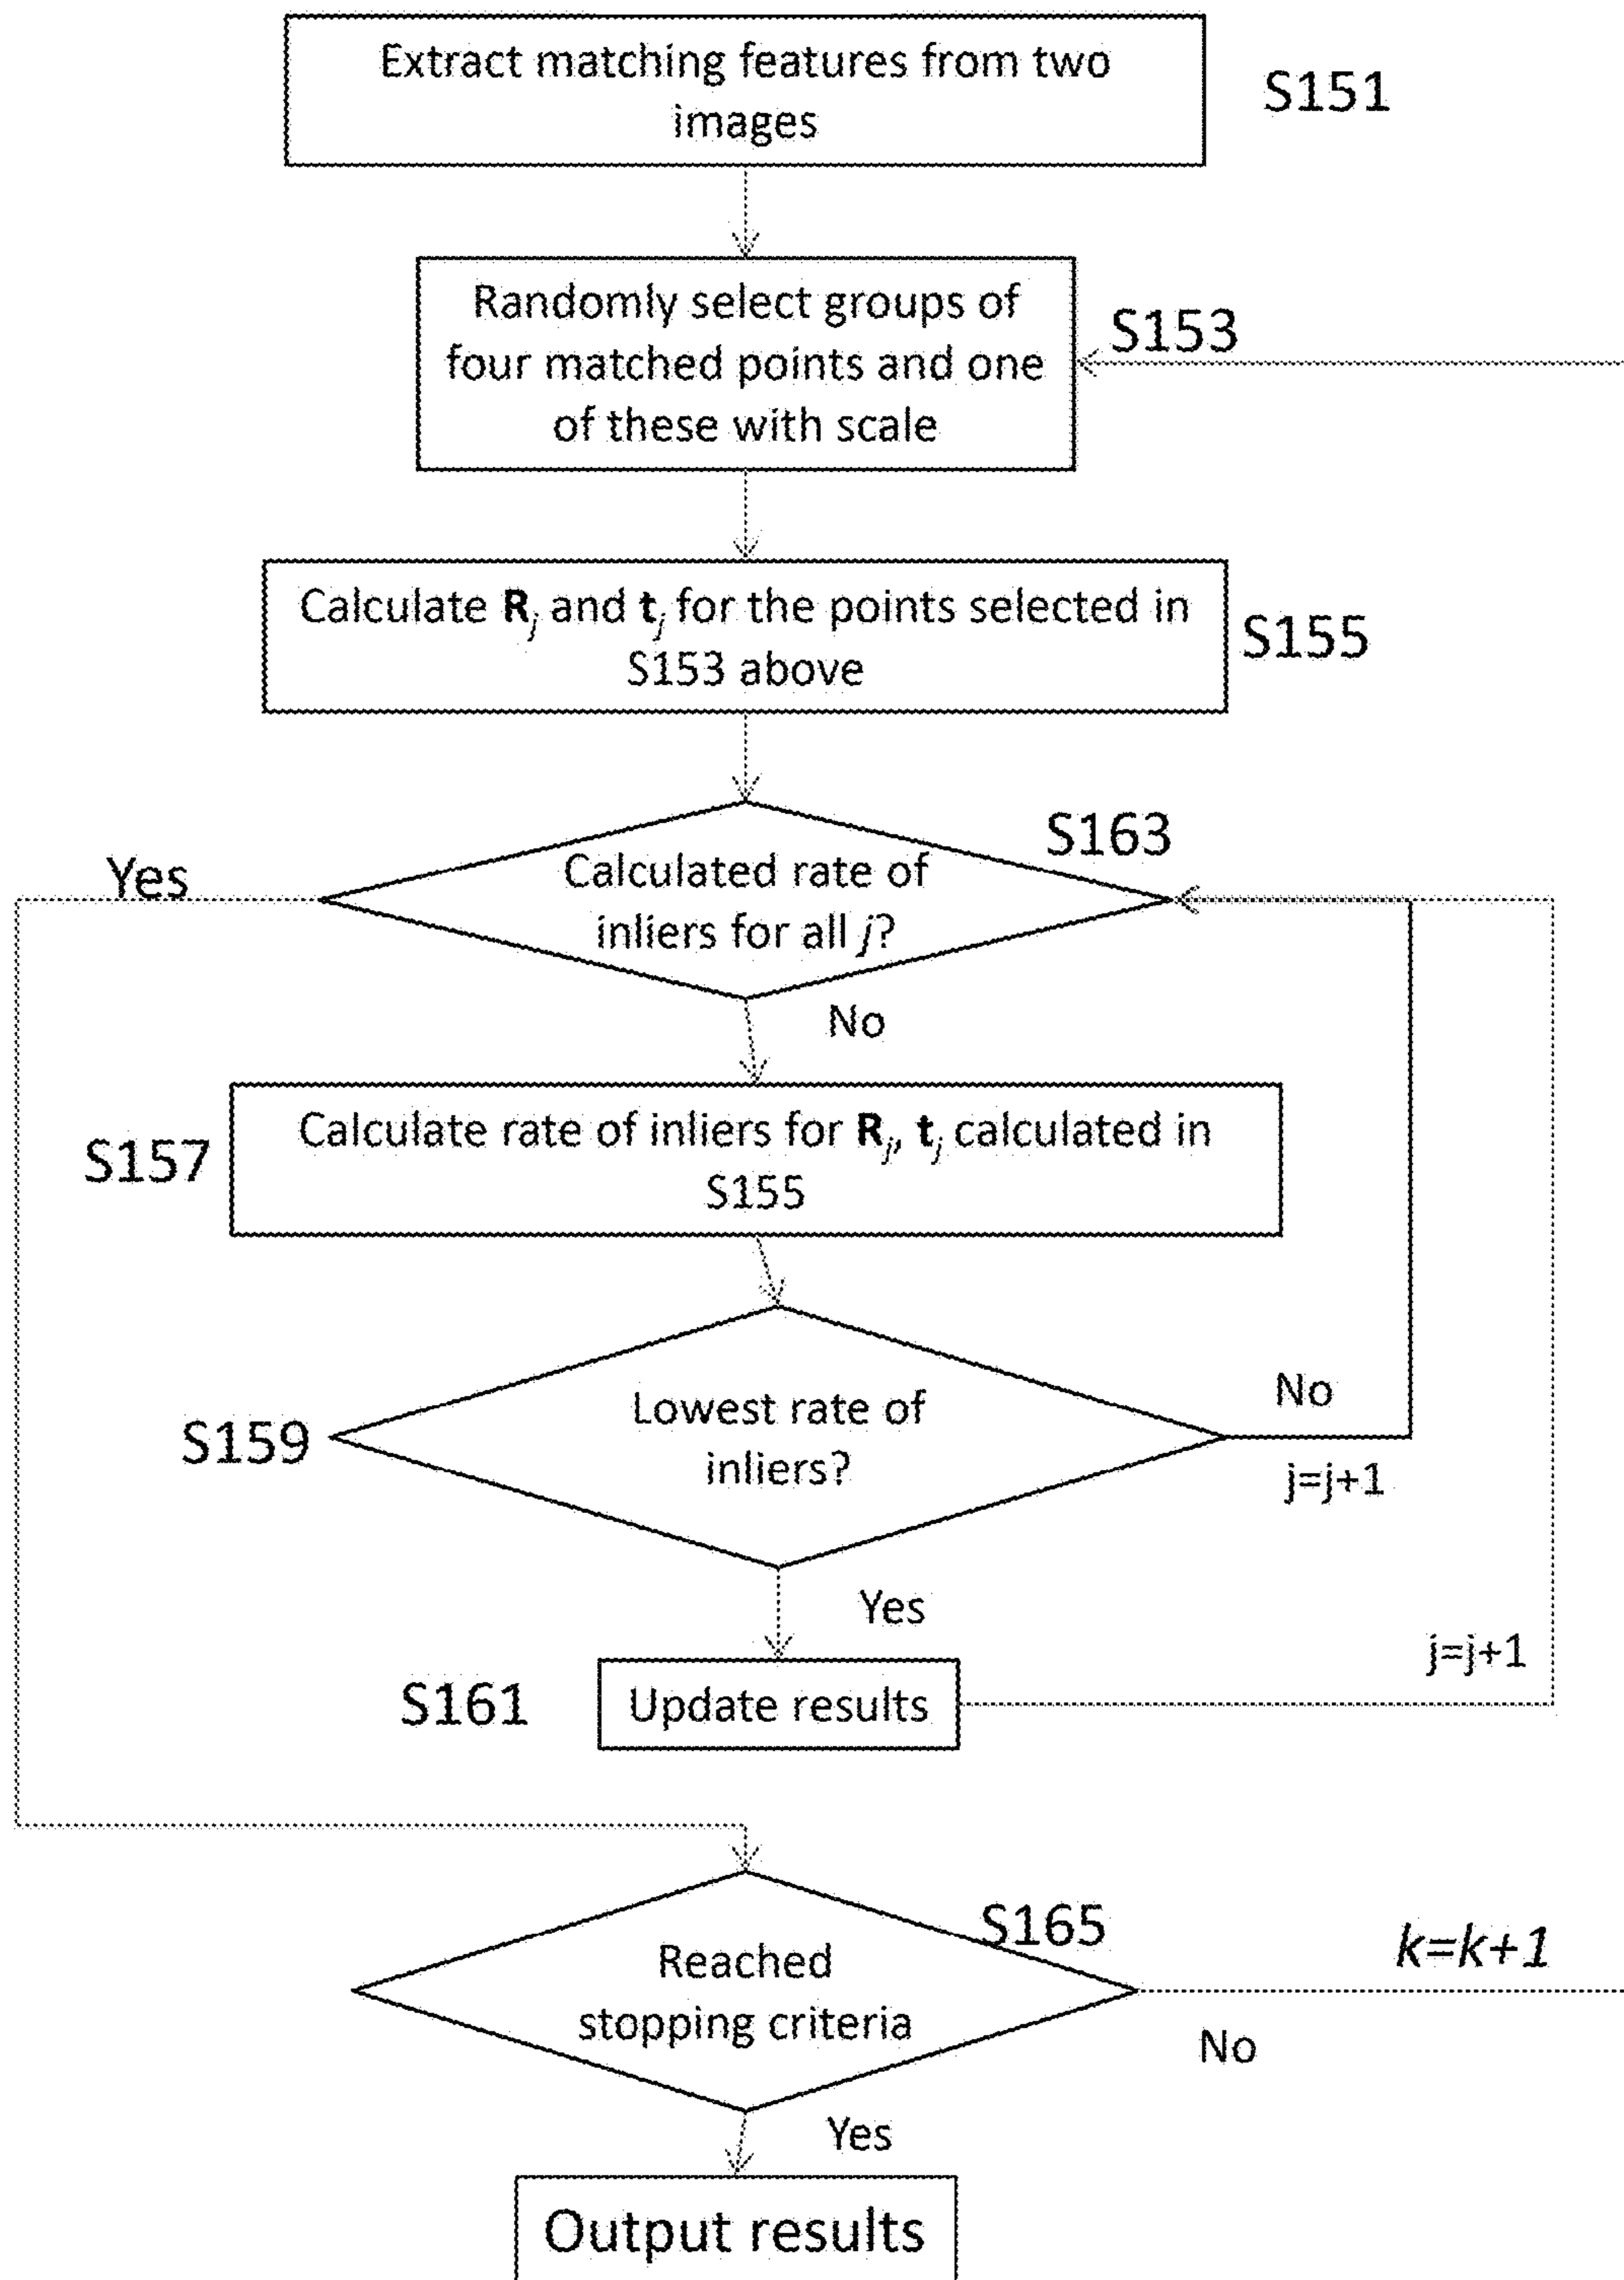 Extract matching features from two
images
S151
Randomly select groups of
four matched points and one
of these with scale
S153
Calculate Rj and tj for the points selected in
S153 above
S155
S163
Calculated rate of
inliers for all j?
Yes
No
Calculate rate of inliers for Rj, tj calculated in
S155
S157
Lowest rate of
inliers?
S159
No
j=j+1
Yes
Update results
S161
j=j+1
S165
Reached
stopping criteria
k=k+1
No
Yes
Output results